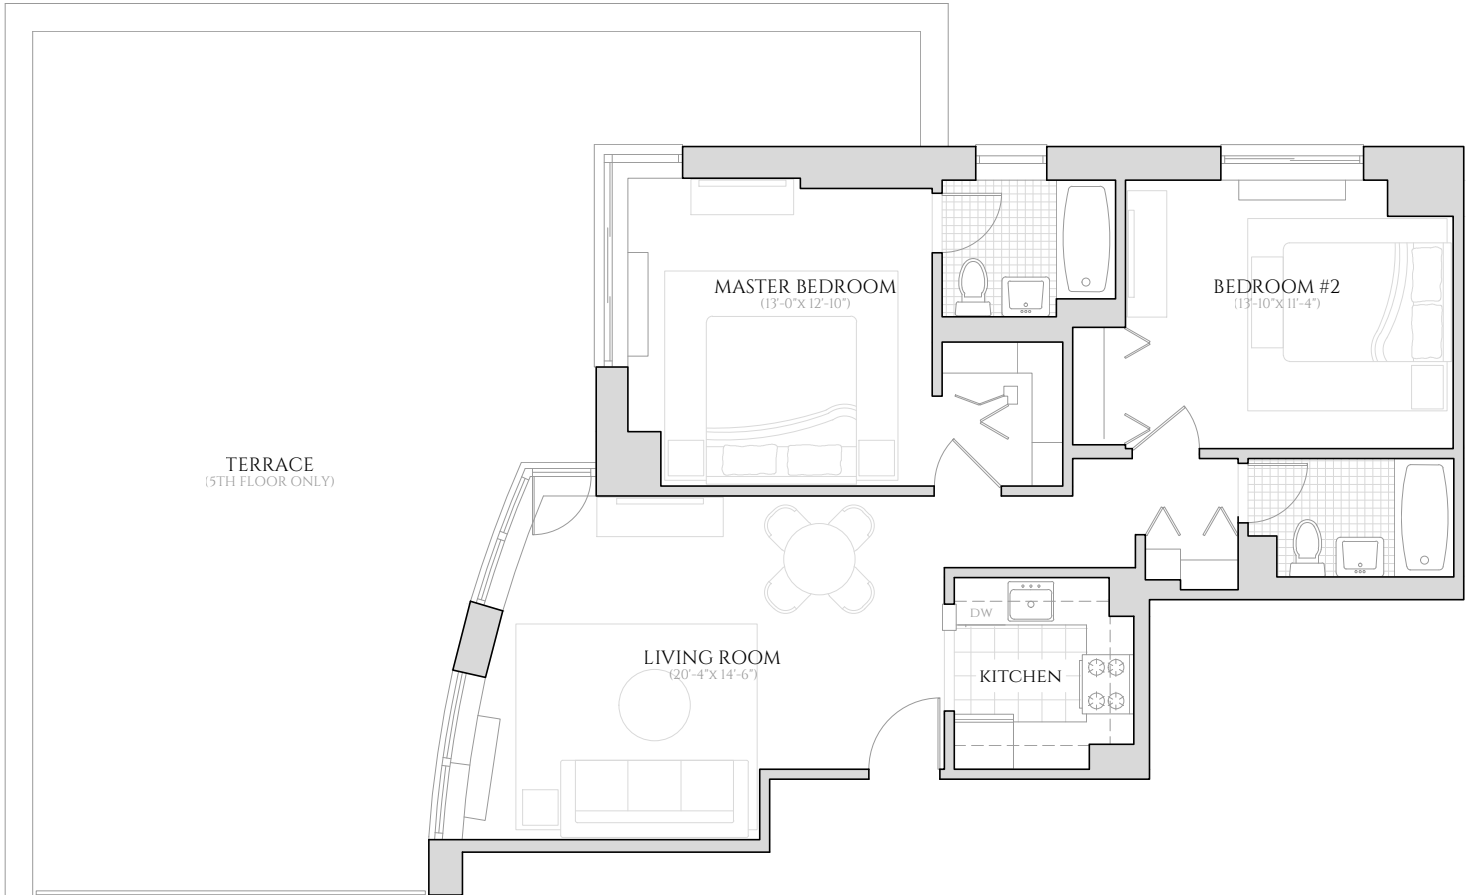 MASTER BEDROOM
(13'-0"X 12'-10")
BEDROOM #2
(13'-10"X 11'-4")
TERRACE
(5TH FLOOR ONLY)
DW
LIVING ROOM
(20'-4"X 14'-6")
KITCHEN